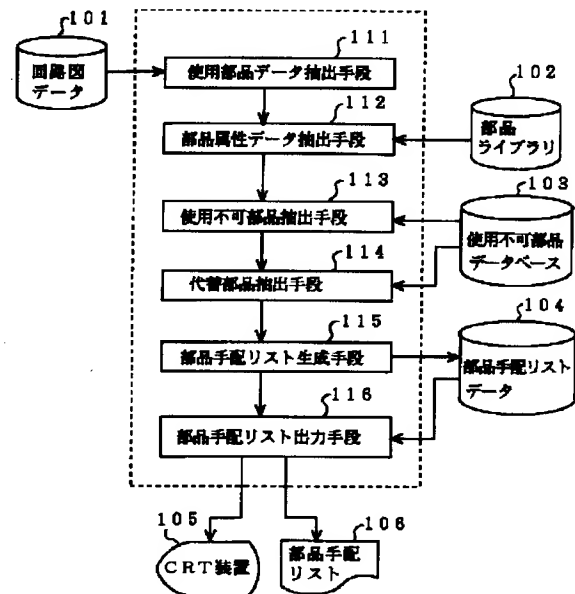 101
回路図
データ
111
使用部品データ抽出手段
102
部品
ライブラリ
112
部品属性データ抽出手段
113
使用不可部品抽出手段
103
使用不可部品
データベース
114
代替部品抽出手段
115
部品手配リスト生成手段
104
部品手配リスト
データ
116
部品手配リスト出力手段
105
CRT装置
106
部品手配
リスト